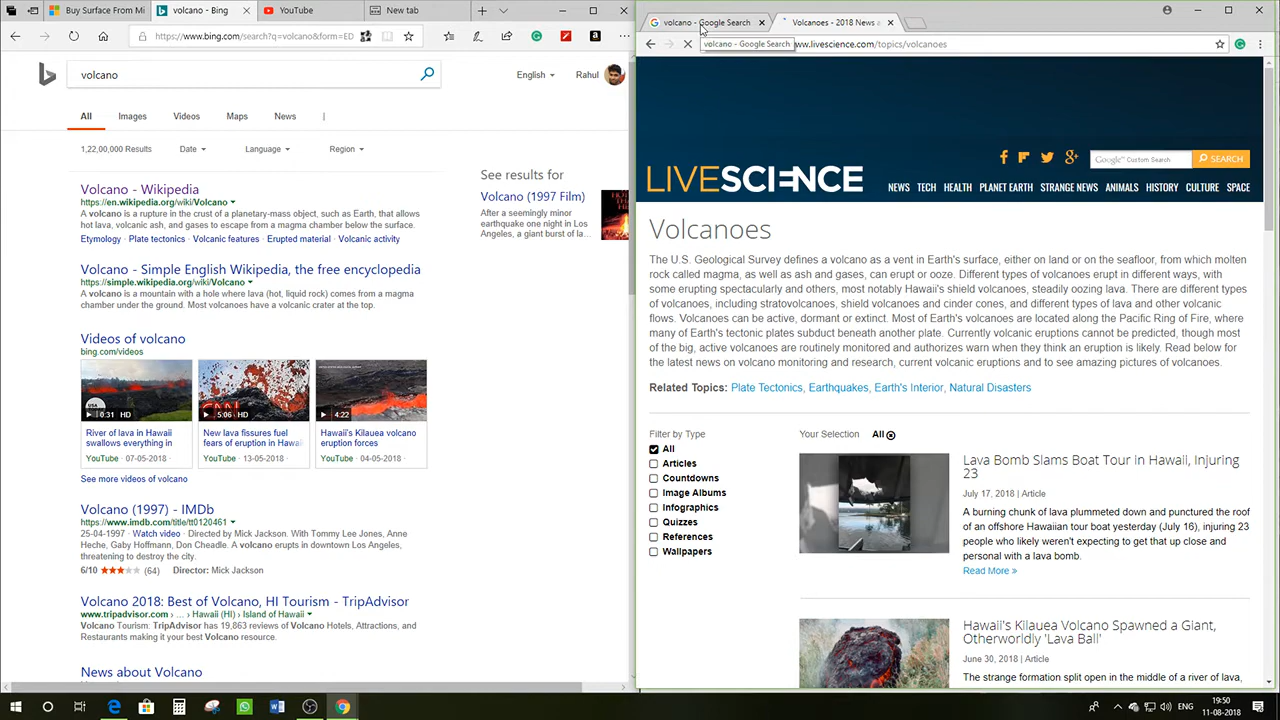 Buy Surface From Mi
volcano - Bing
YouTube
New tab
https://www.bing.com/search?q=volcano&form=ED
volcano
English
Rahul
All
Images
Videos
Maps
News
1,22,00,000 Results
Date
Language
Region
Volcano - Wikipedia
https://en.wikipedia.org/wiki/Volcano
A volcano is a rupture in the crust of a planetary-mass object, such as Earth, that allows
hot lava, volcanic ash, and gases to escape from a magma chamber below the surface.
Etymology · Plate tectonics · Volcanic features · Erupted material · Volcanic activity
Volcano - Simple English Wikipedia, the free encyclopedia
https://simple.wikipedia.org/wiki/Volcano
A volcano is a mountain with a hole where lava (hot, liquid rock) comes from a magma
chamber under the ground. Most volcanoes have a volcanic crater at the top.
Videos of volcano
bing.com/videos
0:31 HD
5:06 HD
4:22
River of lava in Hawaii
swallows everything in
YouTube · 07-05-2018 ·
New lava fissures fuel
fears of eruption in Hawaii
YouTube · 13-05-2018 ·
Hawaii's Kilauea volcano
eruption forces
YouTube · 04-05-2018 ·
See more videos of volcano
Volcano (1997) - IMDb
https://www.imdb.com/title/tt0120461
25-04-1997 · Watch video · Directed by Mick Jackson. With Tommy Lee Jones, Anne
Heche, Gaby Hoffmann, Don Cheadle. A volcano erupts in downtown Los Angeles,
threatening to destroy the city.
6/10 (64) Director: Mick Jackson
Volcano 2018: Best of Volcano, HI Tourism - TripAdvisor
www.tripadvisor.com › ... › Hawaii (HI) › Island of Hawaii
Volcano Tourism: TripAdvisor has 19,863 reviews of Volcano Hotels, Attractions, and
Restaurants making it your best Volcano resource.
News about Volcano
See results for
Volcano (1997 Film)
After a seemingly minor
earthquake one night in Los
Angeles, a giant burst of la...
volcano - Google Search
Volcanoes - 2018 News a
volcano - Google Search
w.livescience.com/topics/volcanoes
LIVESCIENCE
Google Custom Search
SEARCH
NEWS TECH HEALTH PLANET EARTH STRANGE NEWS ANIMALS HISTORY CULTURE SPACE
Volcanoes
The U.S. Geological Survey defines a volcano as a vent in Earth's surface, either on land or on the seafloor, from which molten
rock called magma, as well as ash and gases, can erupt or ooze. Different types of volcanoes erupt in different ways, with
some erupting spectacularly and others, most notably Hawaii's shield volcanoes, steadily oozing lava. There are different types
of volcanoes, including stratovolcanoes, shield volcanoes and cinder cones, and different types of lava and other volcanic
flows. Volcanoes can be active, dormant or extinct. Most of Earth's volcanoes are located along the Pacific Ring of Fire, where
many of Earth's tectonic plates subduct beneath another plate. Currently volcanic eruptions cannot be predicted, though most
of the big, active volcanoes are routinely monitored and authorizes warn when they think an eruption is likely. Read below for
the latest news on volcano monitoring and research, current volcanic eruptions and to see amazing pictures of volcanoes.
Related Topics: Plate Tectonics, Earthquakes, Earth's Interior, Natural Disasters
Filter by Type
All
Articles
Countdowns
Image Albums
Infographics
Quizzes
References
Wallpapers
Your Selection All
Lava Bomb Slams Boat Tour in Hawaii, Injuring
23
July 17, 2018 | Article
A burning chunk of lava plummeted down and punctured the roof
of an offshore Hawaiian tour boat yesterday (July 16), injuring 23
people who likely weren't expecting to get that up close and
personal with a lava bomb.
Read More »
Hawaii's Kilauea Volcano Spawned a Giant,
Otherworldly 'Lava Ball'
June 30, 2018 | Article
The strange formation split open in the middle of a river of lava,
ENG
19:50
11-08-2018